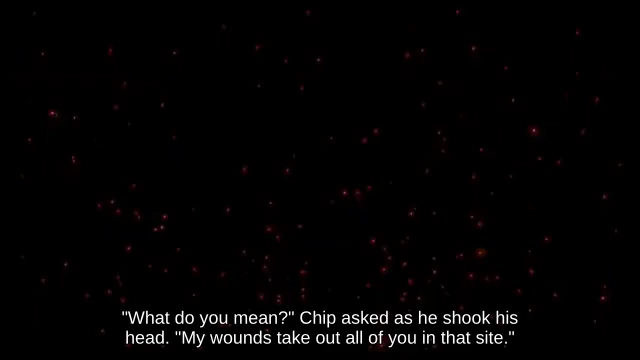 "What do you mean?" Chip asked as he shook his
head. "My wounds take out all of you in that site."